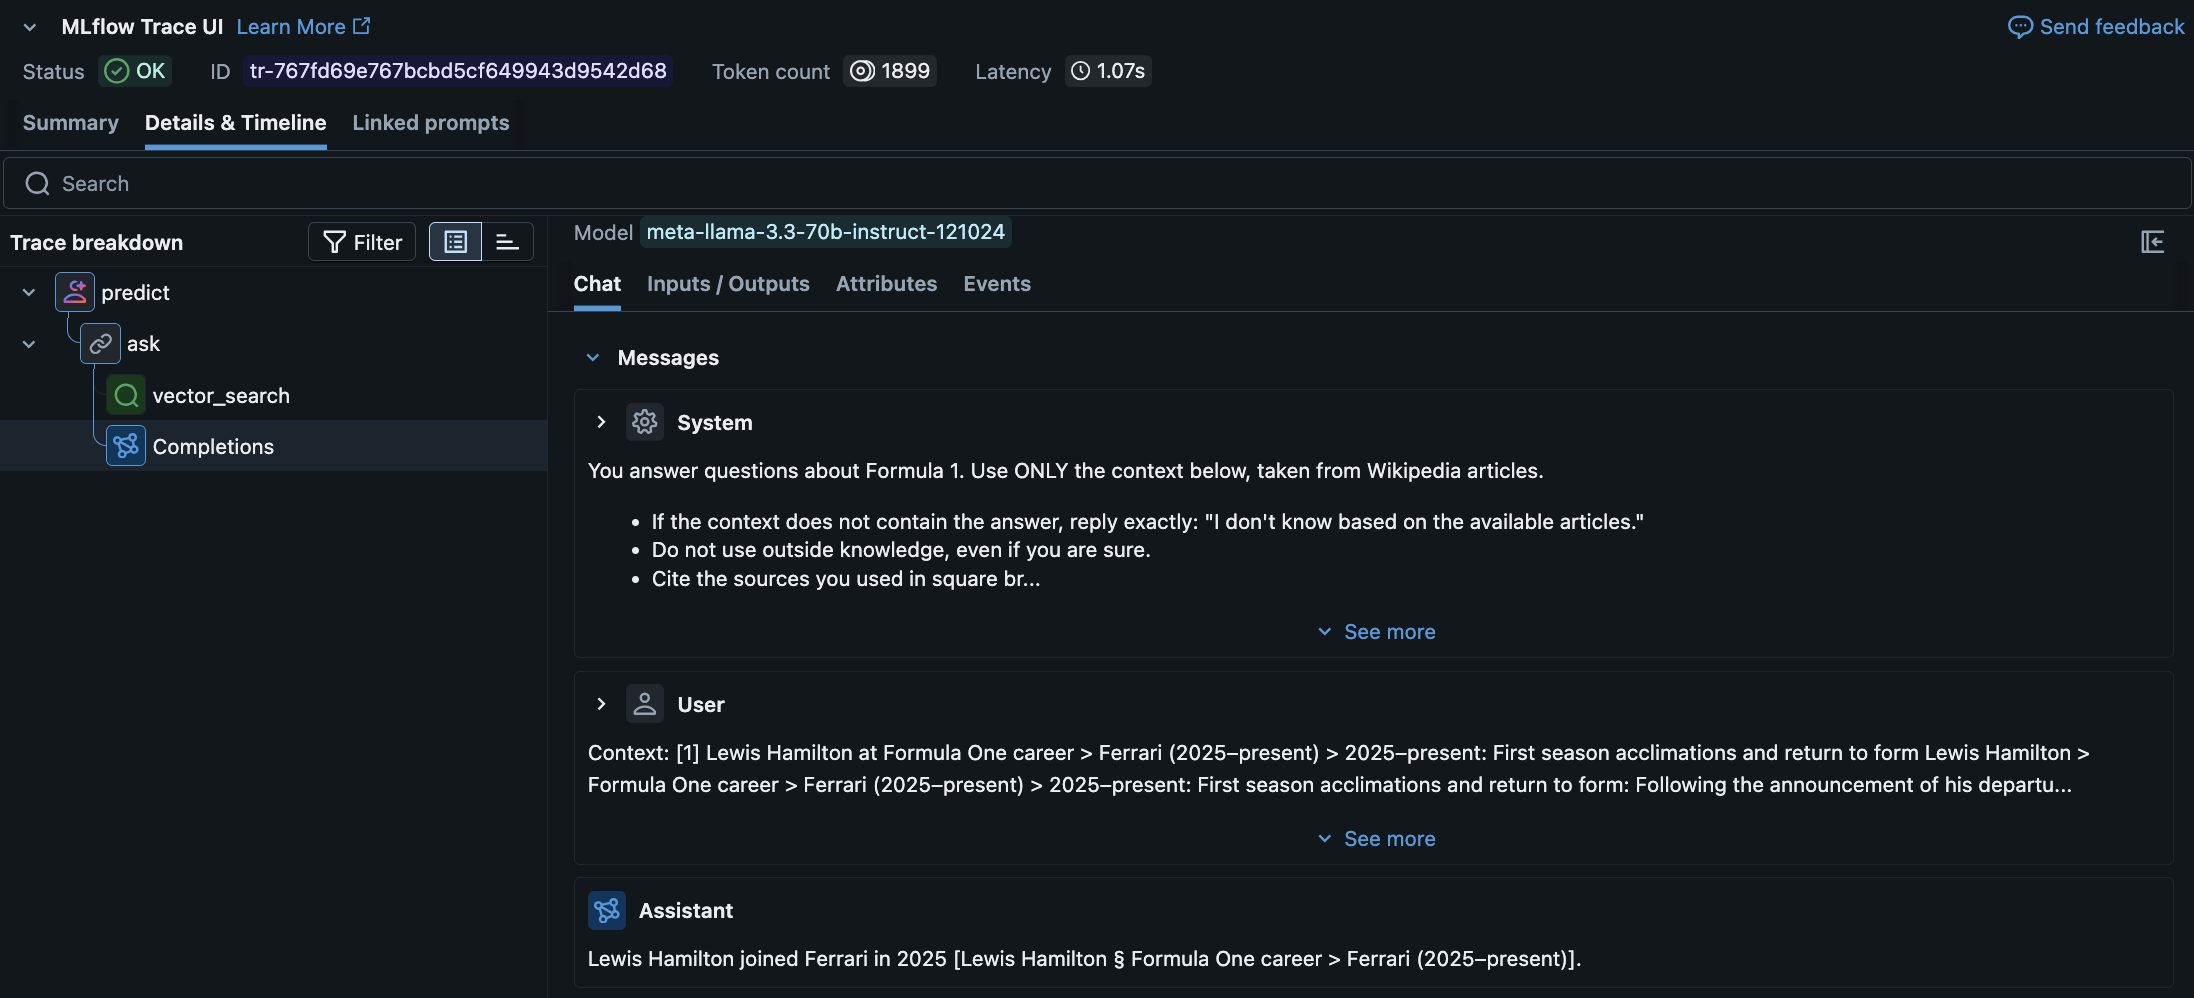 MLflow Trace UI Learn More
Send feedback
Status OK ID tr-767fd69e767bcbd5cf649943d9542d68 Token count 1899 Latency 1.07s
Summary Details & Timeline Linked prompts
Search
Trace breakdown Filter
predict
ask
vector_search
Completions
Model meta-llama-3.3-70b-instruct-121024
Chat Inputs / Outputs Attributes Events
Messages
System
You answer questions about Formula 1. Use ONLY the context below, taken from Wikipedia articles.
• If the context does not contain the answer, reply exactly: "I don't know based on the available articles."
• Do not use outside knowledge, even if you are sure.
• Cite the sources you used in square br...
See more
User
Context: [1] Lewis Hamilton at Formula One career > Ferrari (2025–present) > 2025–present: First season acclimations and return to form Lewis Hamilton >
Formula One career > Ferrari (2025–present) > 2025–present: First season acclimations and return to form: Following the announcement of his departu...
See more
Assistant
Lewis Hamilton joined Ferrari in 2025 [Lewis Hamilton § Formula One career > Ferrari (2025–present)].